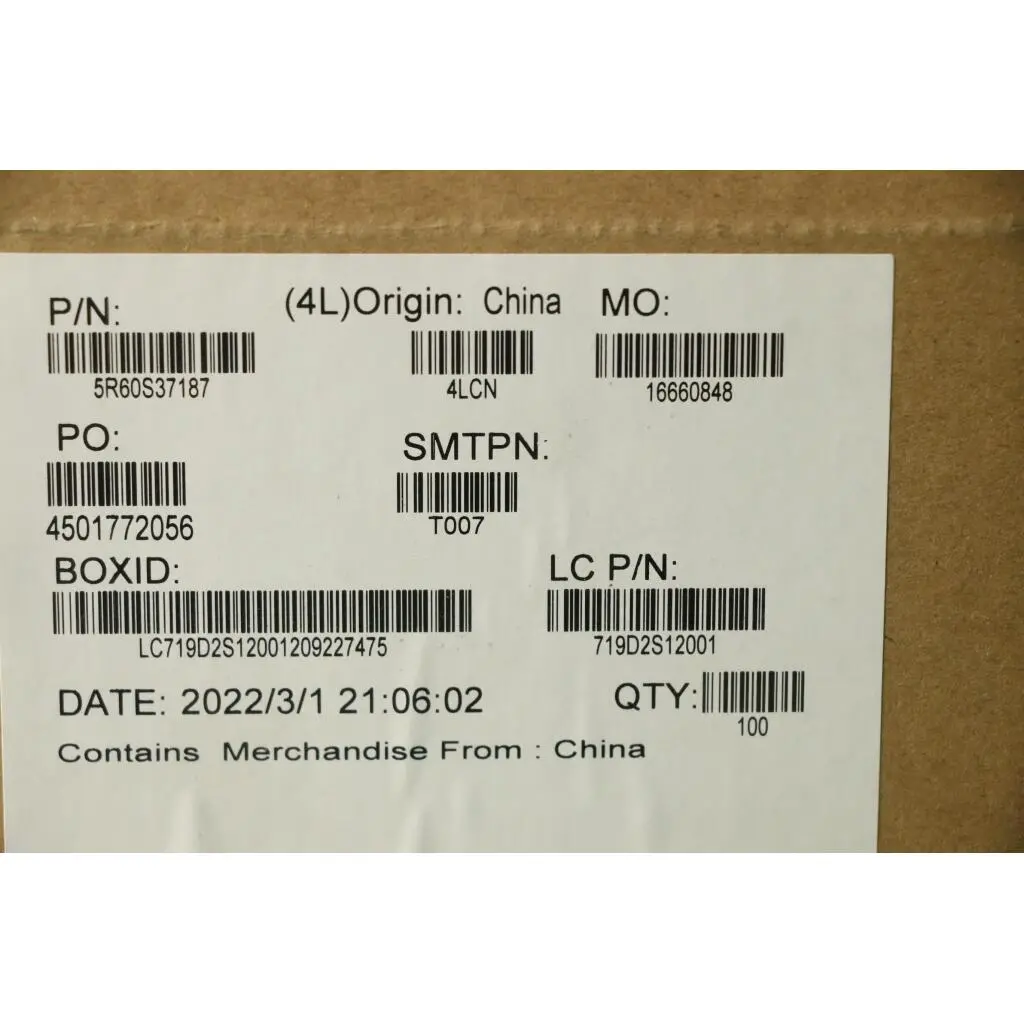 P/N: (4L)Origin: China MO:
5R60S37187 4LCN 16660848
PO: SMTPN:
4501772056 T007
BOXID: LC P/N:
LC719D2S12001209227475 719D2S12001
DATE: 2022/3/1 21:06:02 QTY:
100
Contains Merchandise From : China